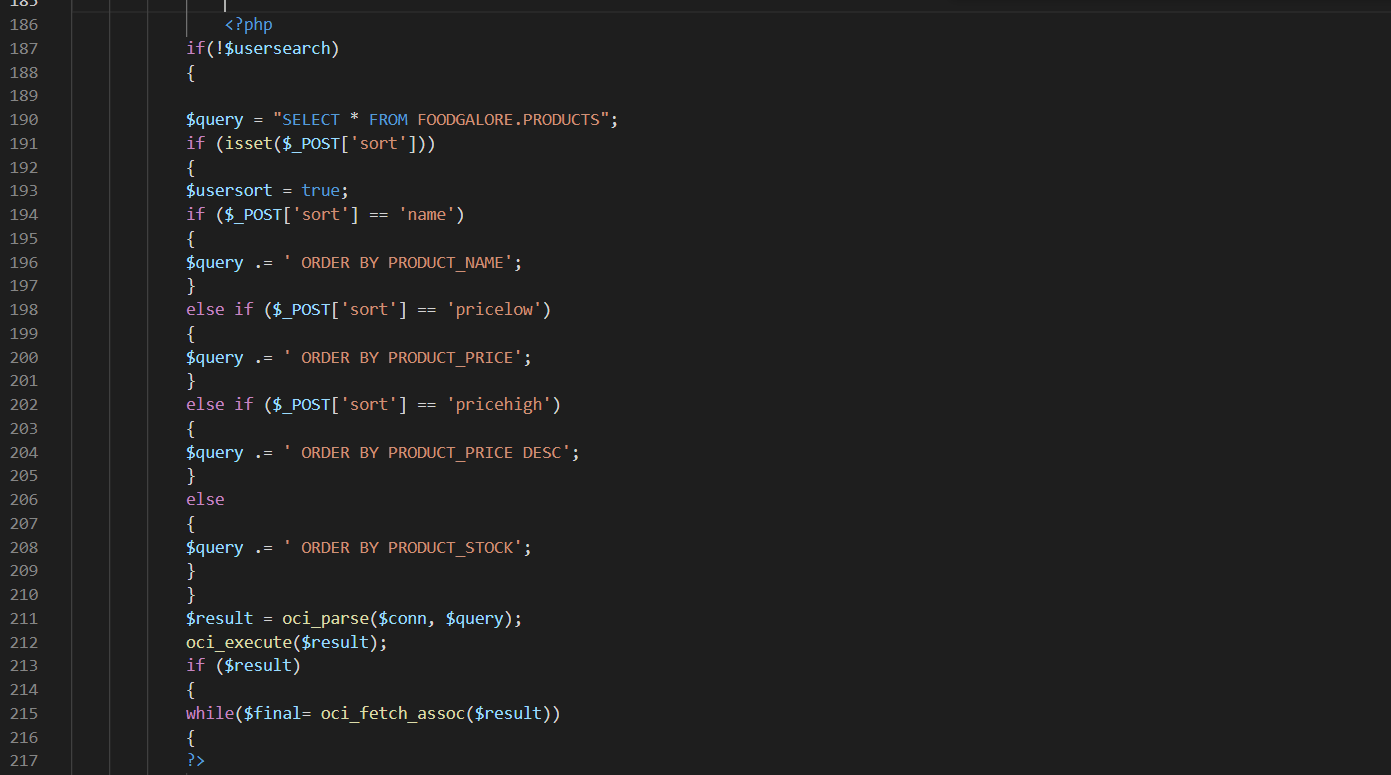 185
186 <?php
187 if(!$usersearch)
188 {
189
190 $query = "SELECT * FROM FOODGALORE.PRODUCTS";
191 if (isset($_POST['sort']))
192 {
193 $usersort = true;
194 if ($_POST['sort'] == 'name')
195 {
196 $query .= ' ORDER BY PRODUCT_NAME';
197 }
198 else if ($_POST['sort'] == 'pricelow')
199 {
200 $query .= ' ORDER BY PRODUCT_PRICE';
201 }
202 else if ($_POST['sort'] == 'pricehigh')
203 {
204 $query .= ' ORDER BY PRODUCT_PRICE DESC';
205 }
206 else
207 {
208 $query .= ' ORDER BY PRODUCT_STOCK';
209 }
210 }
211 $result = oci_parse($conn, $query);
212 oci_execute($result);
213 if ($result)
214 {
215 while($final= oci_fetch_assoc($result))
216 {
217 ?>